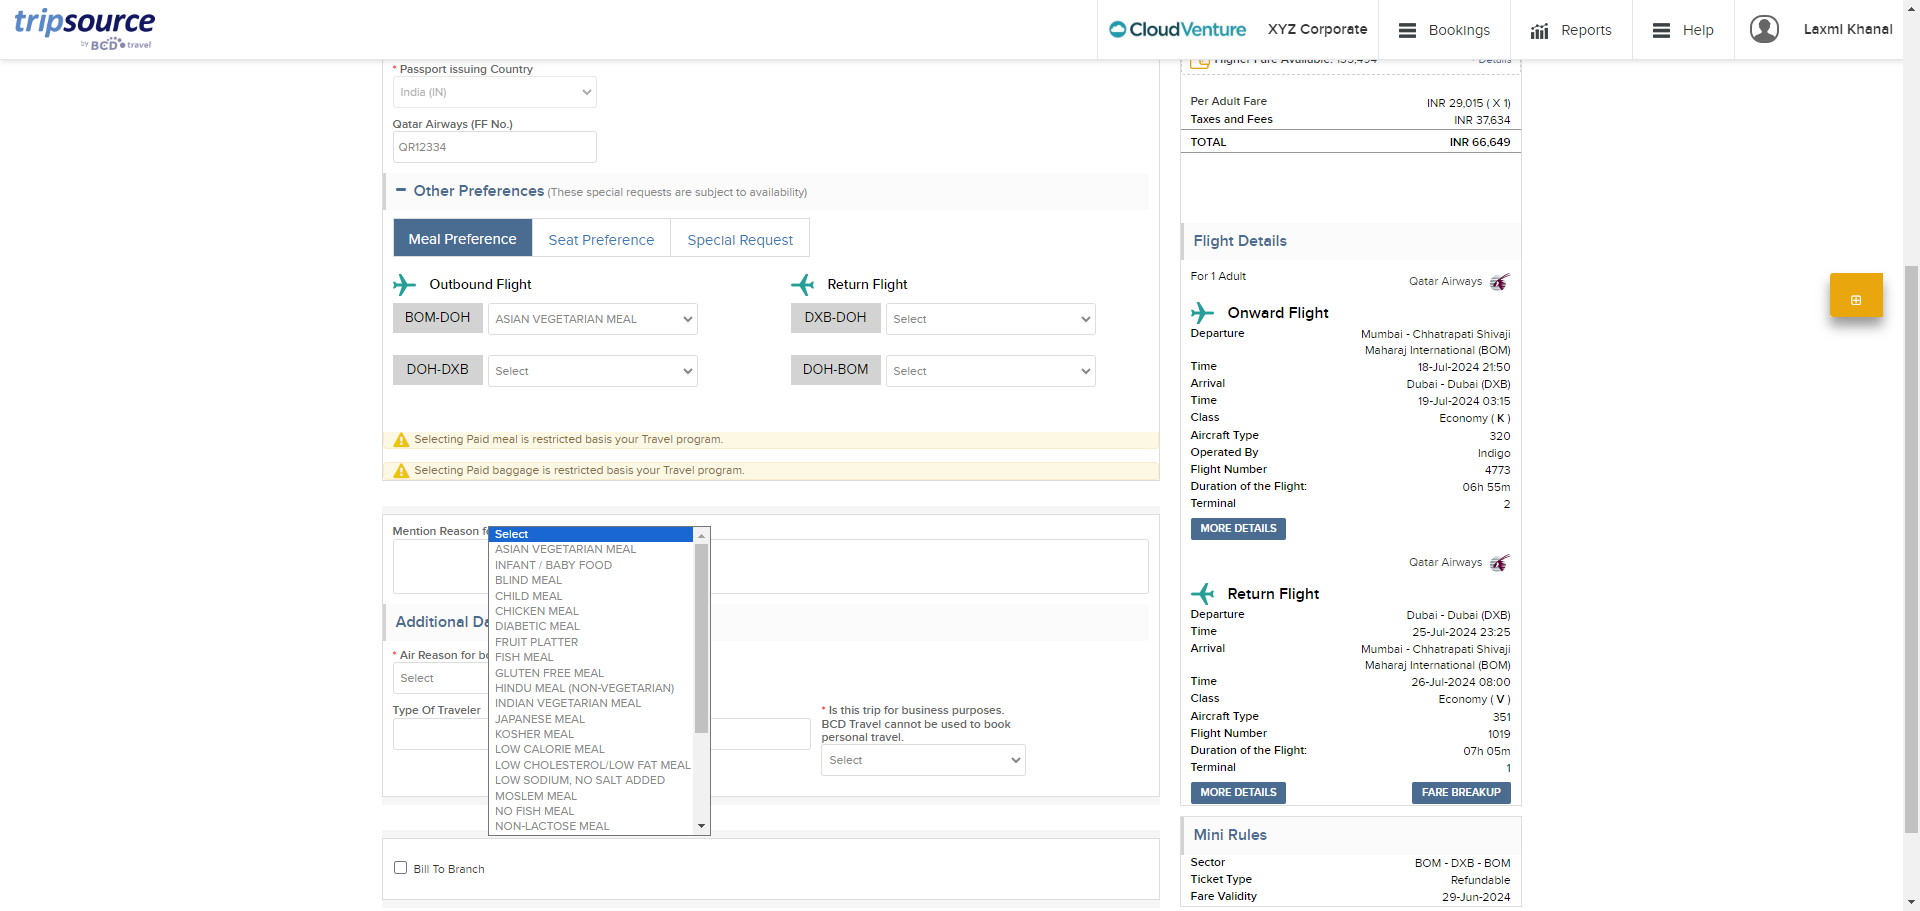 tripsource
by BCD travel
CloudVenture
XYZ Corporate
Bookings
Reports
Help
Laxmi Khanal
* Passport issuing Country
India (IN)
Qatar Airways (FF No.)
QR12334
Other Preferences (These special requests are subject to availability)
Meal Preference
Seat Preference
Special Request
Outbound Flight
Return Flight
BOM-DOH
ASIAN VEGETARIAN MEAL
DXB-DOH
Select
DOH-DXB
Select
DOH-BOM
Select
Selecting Paid meal is restricted basis your Travel program.
Selecting Paid baggage is restricted basis your Travel program.
Mention Reason f
Select
ASIAN VEGETARIAN MEAL
INFANT / BABY FOOD
BLIND MEAL
CHILD MEAL
CHICKEN MEAL
DIABETIC MEAL
FRUIT PLATTER
FISH MEAL
GLUTEN FREE MEAL
HINDU MEAL (NON-VEGETARIAN)
INDIAN VEGETARIAN MEAL
JAPANESE MEAL
KOSHER MEAL
LOW CALORIE MEAL
LOW CHOLESTEROL/LOW FAT MEAL
LOW SODIUM, NO SALT ADDED
MOSLEM MEAL
NO FISH MEAL
NON-LACTOSE MEAL
Additional Da
* Air Reason for bo
Select
Type Of Traveler
* Is this trip for business purposes.
BCD Travel cannot be used to book
personal travel.
Select
Bill To Branch
Higher Fare Available: 
Details
Per Adult Fare
INR 29,015 ( X 1)
Taxes and Fees
INR 37,634
TOTAL
INR 66,649
Flight Details
For 1 Adult
Qatar Airways
Onward Flight
Departure
Mumbai - Chhatrapati Shivaji
Maharaj International (BOM)
Time
18-Jul-2024 21:50
Arrival
Dubai - Dubai (DXB)
Time
19-Jul-2024 03:15
Class
Economy ( K )
Aircraft Type
320
Operated By
Indigo
Flight Number
4773
Duration of the Flight:
06h 55m
Terminal
2
MORE DETAILS
Qatar Airways
Return Flight
Departure
Dubai - Dubai (DXB)
Time
25-Jul-2024 23:25
Arrival
Mumbai - Chhatrapati Shivaji
Maharaj International (BOM)
Time
26-Jul-2024 08:00
Class
Economy ( V )
Aircraft Type
351
Flight Number
1019
Duration of the Flight:
07h 05m
Terminal
1
MORE DETAILS
FARE BREAKUP
Mini Rules
Sector
BOM - DXB - BOM
Ticket Type
Refundable
Fare Validity
29-Jun-2024